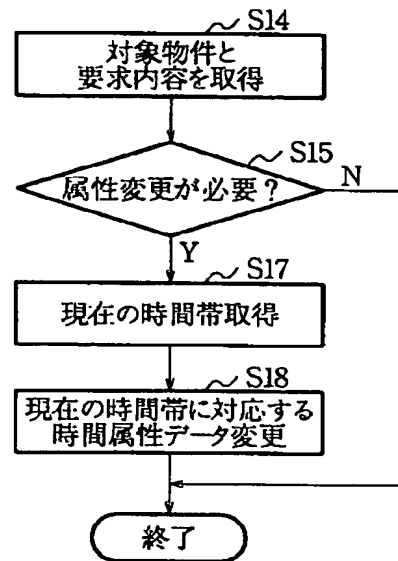 S14
対象物件と
要求内容を取得
S15
属性変更が必要？
N
Y
S17
現在の時間帯取得
S18
現在の時間帯に対応する
時間属性データ変更
終了